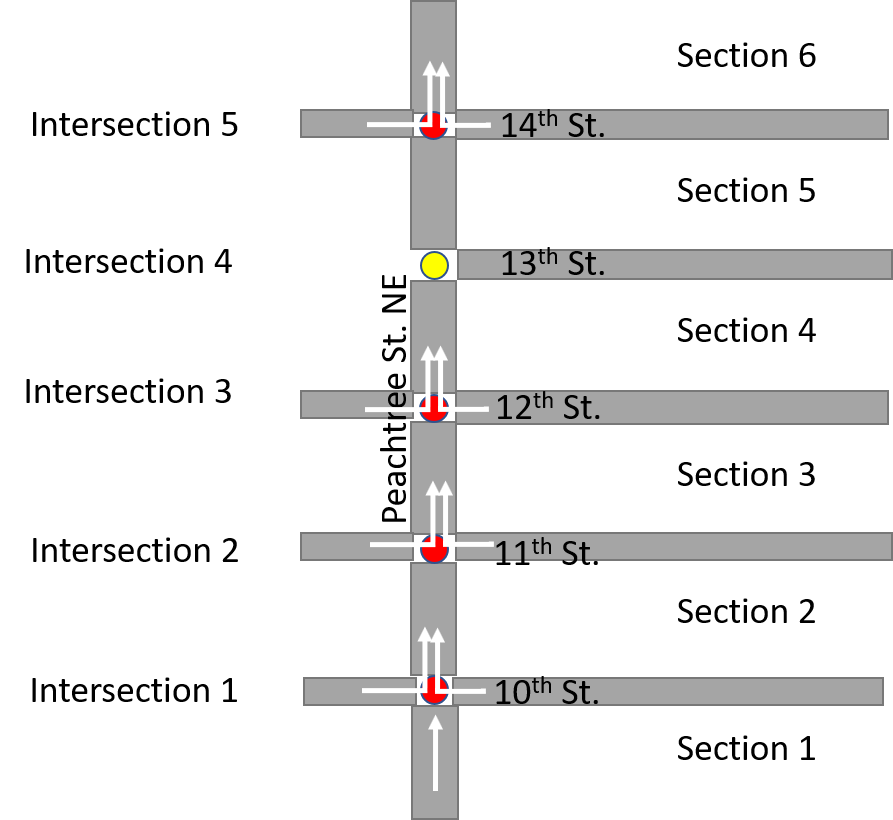 Section 6
Intersection 5
14th St.
Section 5
Intersection 4
13th St.
Peachtree St. NE
Section 4
Intersection 3
12th St.
Section 3
Intersection 2
11th St.
Section 2
Intersection 1
10th St.
Section 1